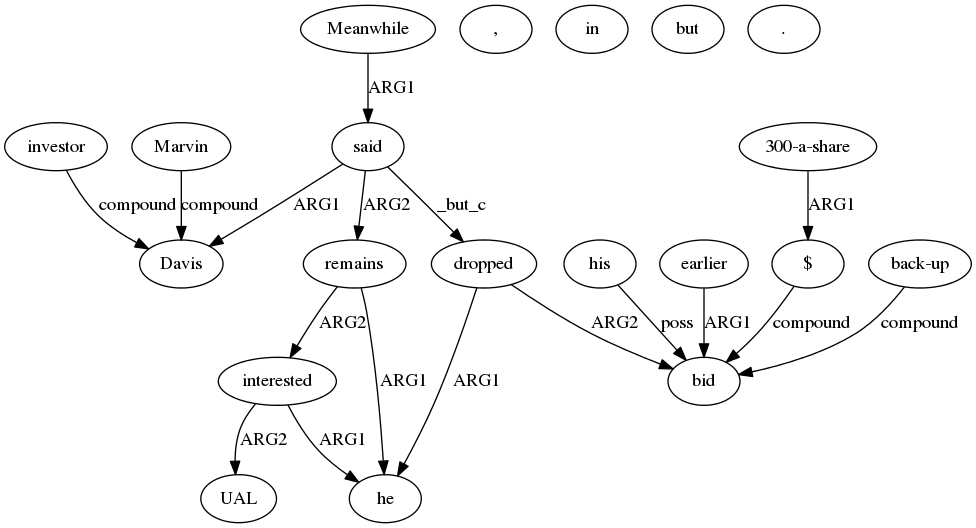 Meanwhile , in but .
ARG1
investor Marvin said 300-a-share
compound compound ARG1 ARG2 _but_c ARG1
Davis remains dropped his earlier $ back-up
ARG2 ARG1 ARG1 ARG2 poss ARG1 compound compound
interested bid
ARG2 ARG1
UAL he